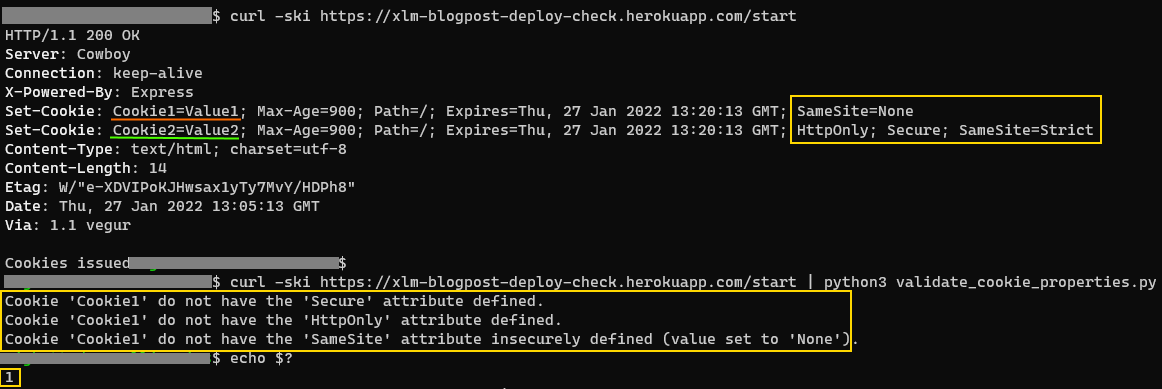 $ curl -ski https://xlm-blogpost-deploy-check.herokuapp.com/start
HTTP/1.1 200 OK
Server: Cowboy
Connection: keep-alive
X-Powered-By: Express
Set-Cookie: Cookie1=Value1; Max-Age=900; Path=/; Expires=Thu, 27 Jan 2022 13:20:13 GMT; SameSite=None
Set-Cookie: Cookie2=Value2; Max-Age=900; Path=/; Expires=Thu, 27 Jan 2022 13:20:13 GMT; HttpOnly; Secure; SameSite=Strict
Content-Type: text/html; charset=utf-8
Content-Length: 14
Etag: W/"e-XDVIPoKJHwsax1yTy7MvY/HDPh8"
Date: Thu, 27 Jan 2022 13:05:13 GMT
Via: 1.1 vegur
Cookies issued $
$ curl -ski https://xlm-blogpost-deploy-check.herokuapp.com/start | python3 validate_cookie_properties.py
Cookie 'Cookie1' do not have the 'Secure' attribute defined.
Cookie 'Cookie1' do not have the 'HttpOnly' attribute defined.
Cookie 'Cookie1' do not have the 'SameSite' attribute insecurely defined (value set to 'None').
$ echo $?
1